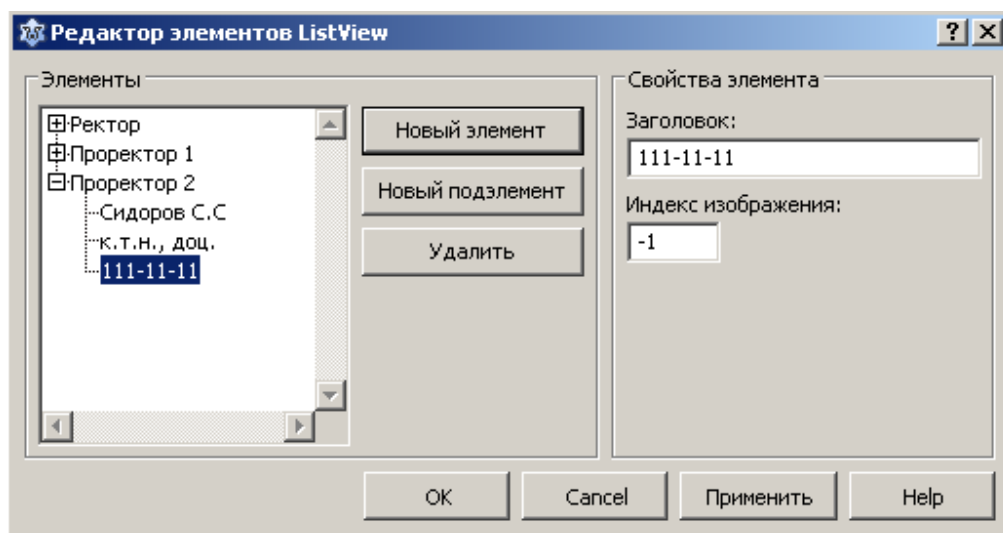 Редактор элементов ListView
Элементы
Ректор
Проректор 1
Проректор 2
Сидоров С.С
к.т.н., доц.
111-11-11
Новый элемент
Новый подэлемент
Удалить
Свойства элемента
Заголовок:
111-11-11
Индекс изображения:
-1
OK
Cancel
Применить
Help